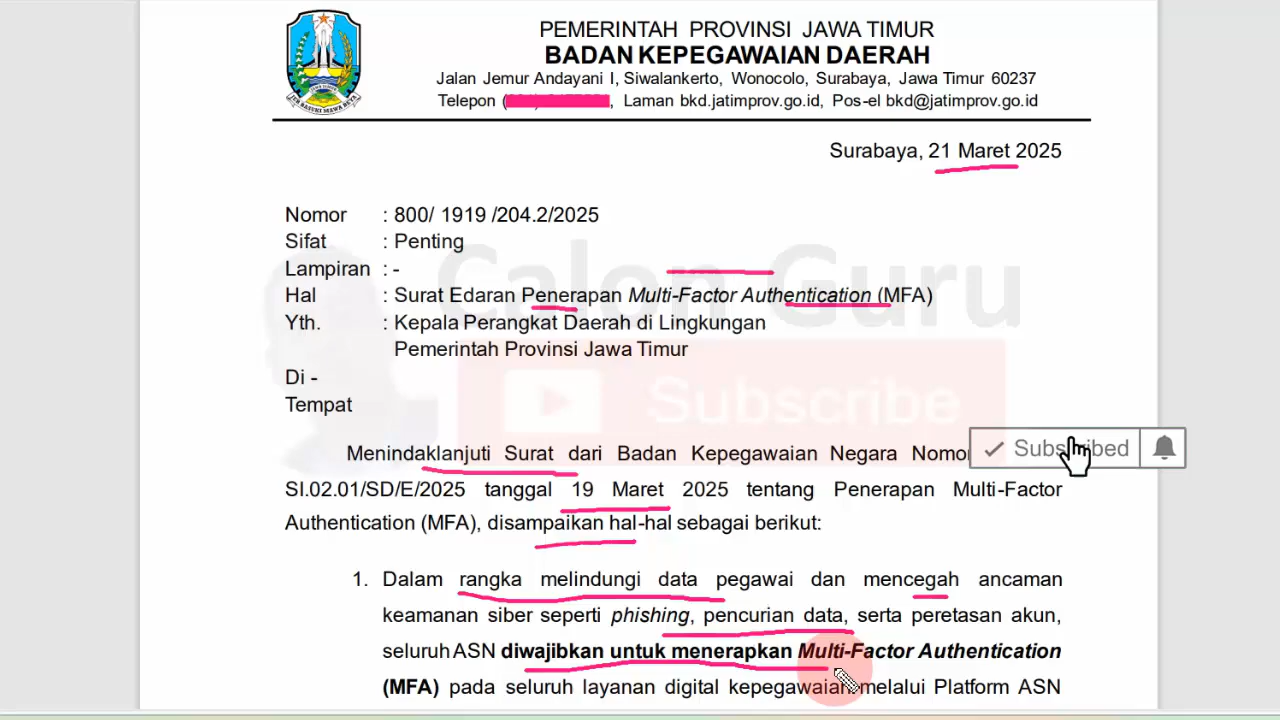 PEMERINTAH PROVINSI JAWA TIMUR
BADAN KEPEGAWAIAN DAERAH
Jalan Jemur Andayani I, Siwalankerto, Wonocolo, Surabaya, Jawa Timur 60237
Telepon ( , Laman bkd.jatimprov.go.id, Pos-el bkd@jatimprov.go.id
Surabaya, 21 Maret 2025
Nomor : 800/ 1919 /204.2/2025
Sifat : Penting
Lampiran : -
Hal : Surat Edaran Penerapan Multi-Factor Authentication (MFA)
Yth. : Kepala Perangkat Daerah di Lingkungan
Pemerintah Provinsi Jawa Timur
Di -
Tempat
Calon Guru
Subscribe
Menindaklanjuti Surat dari Badan Kepegawaian Negara Nomor
Subscribed
SI.02.01/SD/E/2025 tanggal 19 Maret 2025 tentang Penerapan Multi-Factor
Authentication (MFA), disampaikan hal-hal sebagai berikut:
1. Dalam rangka melindungi data pegawai dan mencegah ancaman
keamanan siber seperti phishing, pencurian data, serta peretasan akun,
seluruh ASN diwajibkan untuk menerapkan Multi-Factor Authentication
(MFA) pada seluruh layanan digital kepegawaian melalui Platform ASN